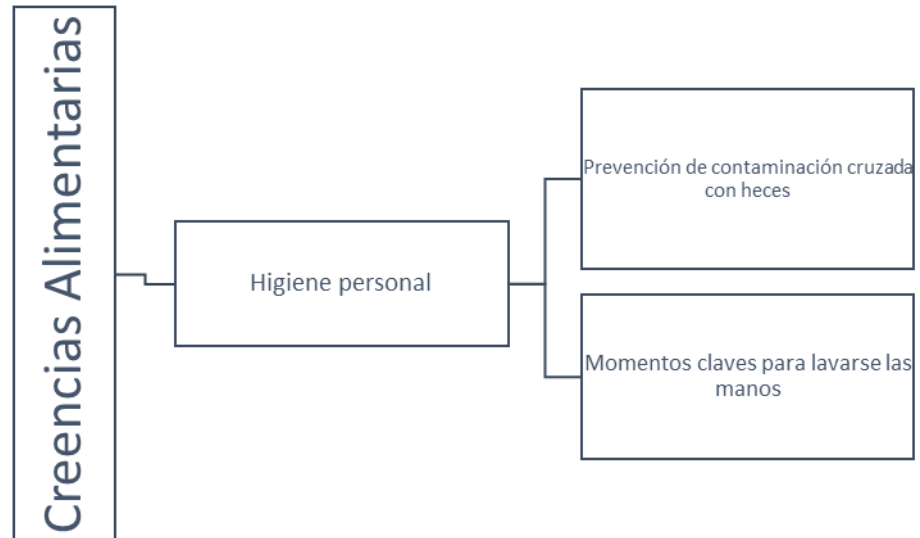 Creencias Alimentarias
Higiene personal
Prevención de contaminación cruzada
con heces
Momentos claves para lavarse las
manos